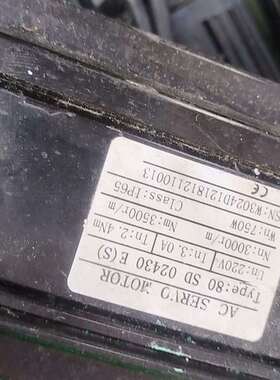 AC SERVO MOTOR
Type:80 SD 02430 E(S)
Un:220V In:3.0A Tn:2.4Nm
Nn:3000r/m Nm:3500r/m
Wn:750W Class:IP65
:W3024D121812110013